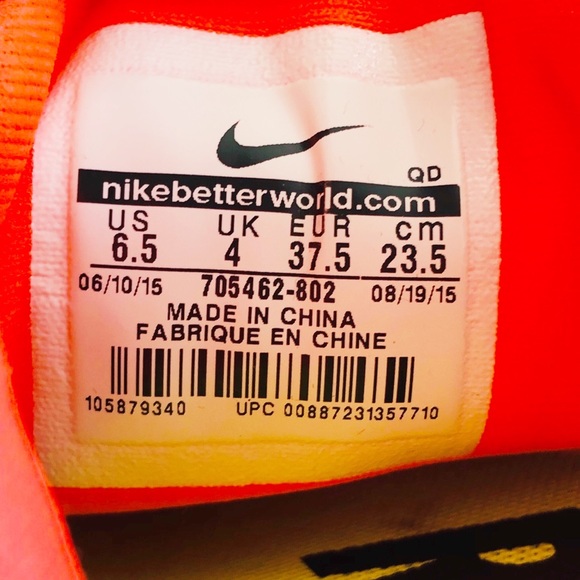 QD
nikebetterworld.com
US UK EUR cm
6.5 4 37.5 23.5
06/10/15 705462-802 08/19/15
MADE IN CHINA
FABRIQUE EN CHINE
105879340 UPC 00887231357710